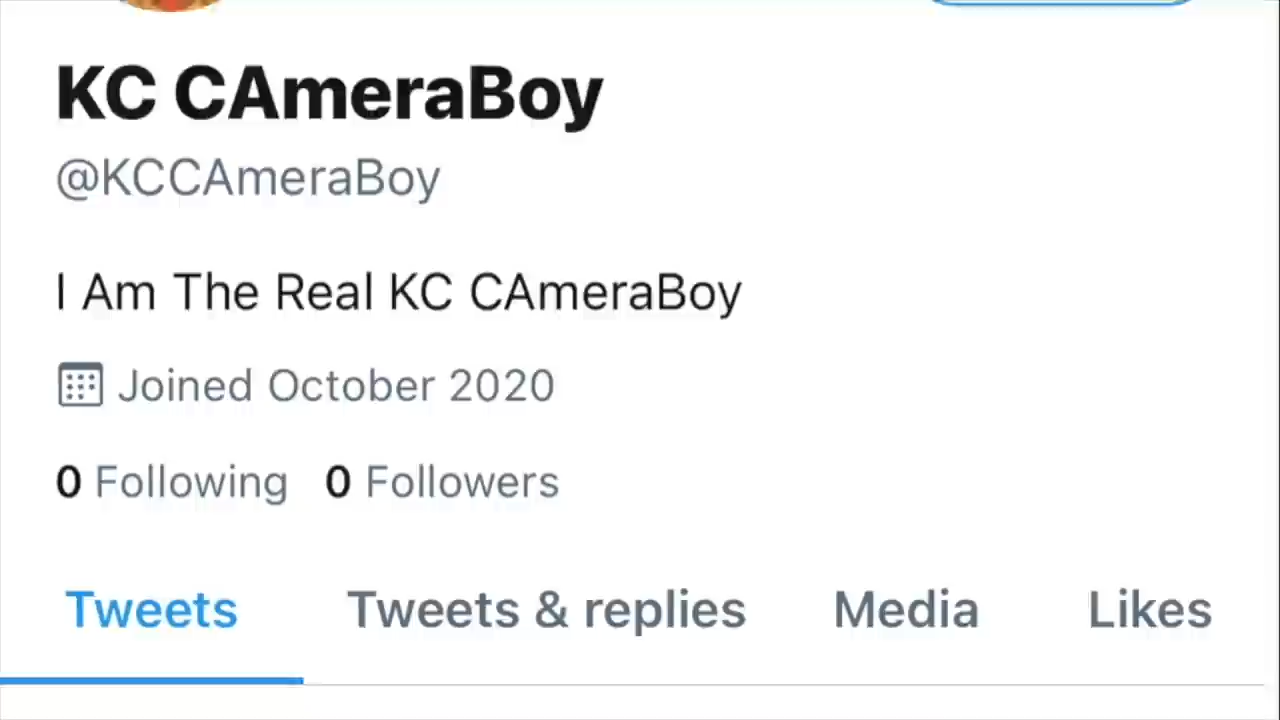 KC CAmeraBoy
@KCCAmeraBoy
I Am The Real KC CAmeraBoy
Joined October 2020
0 Following 0 Followers
Tweets Tweets & replies Media Likes